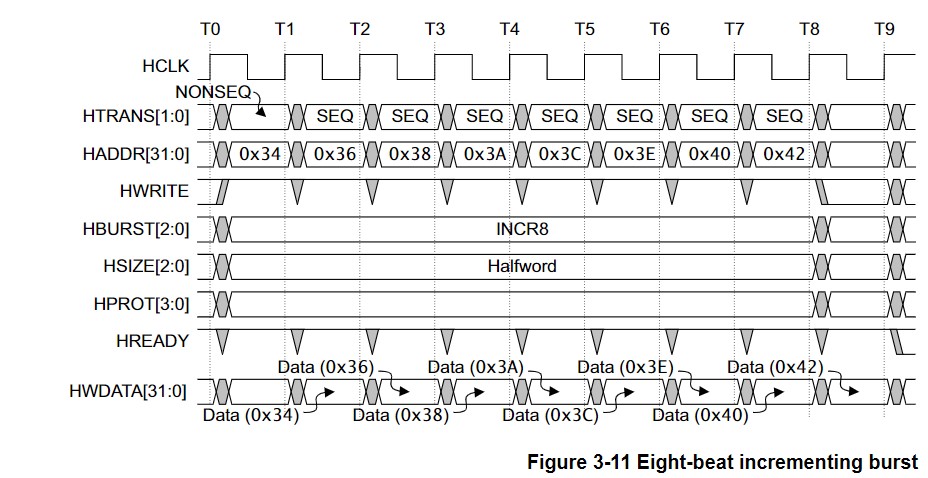 T0 T1 T2 T3 T4 T5 T6 T7 T8 T9
HCLK
NONSEQ
HTRANS[1:0] SEQ SEQ SEQ SEQ SEQ SEQ SEQ
HADDR[31:0] 0x34 0x36 0x38 0x3A 0x3C 0x3E 0x40 0x42
HWRITE
HBURST[2:0] INCR8
HSIZE[2:0] Halfword
HPROT[3:0]
HREADY
Data (0x36) Data (0x3A) Data (0x3E) Data (0x42)
HWDATA[31:0]
Data (0x34) Data (0x38) Data (0x3C) Data (0x40)
Figure 3-11 Eight-beat incrementing burst